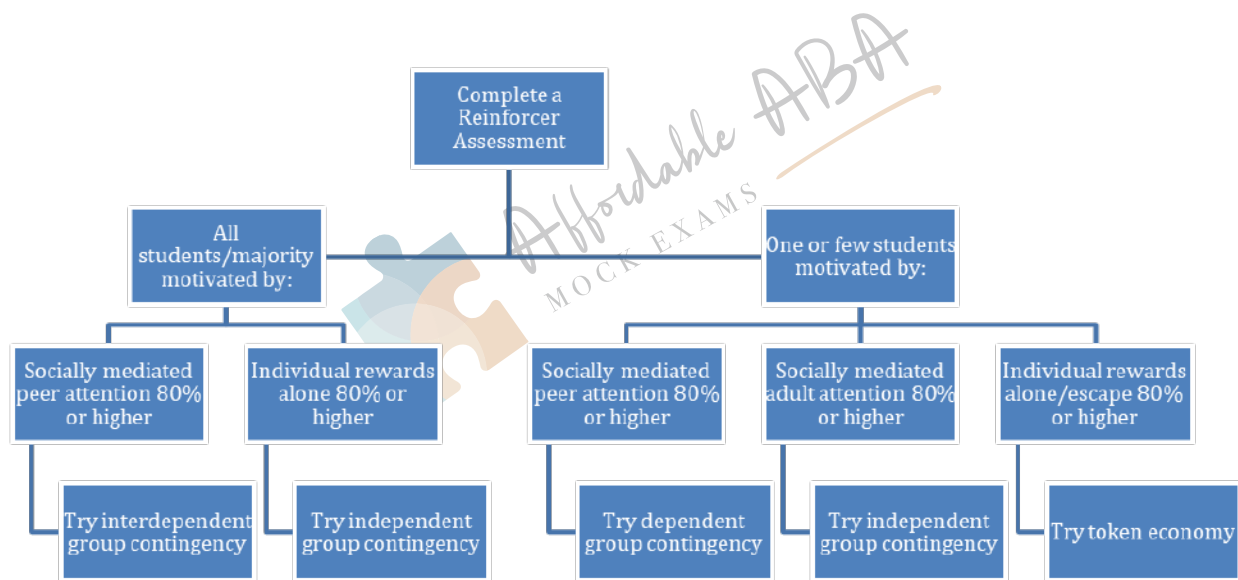 Complete a
Reinforcer
Assessment
Affordable ABA
MOCK EXAMS
All
students/majority
motivated by:
One or few students
motivated by:
Socially mediated
peer attention 80%
or higher
Individual rewards
alone 80% or
higher
Socially mediated
peer attention 80%
or higher
Socially mediated
adult attention 80%
or higher
Individual rewards
alone/escape 80%
or higher
Try interdependent
group contingency
Try independent
group contingency
Try dependent
group contingency
Try independent
group contingency
Try token economy